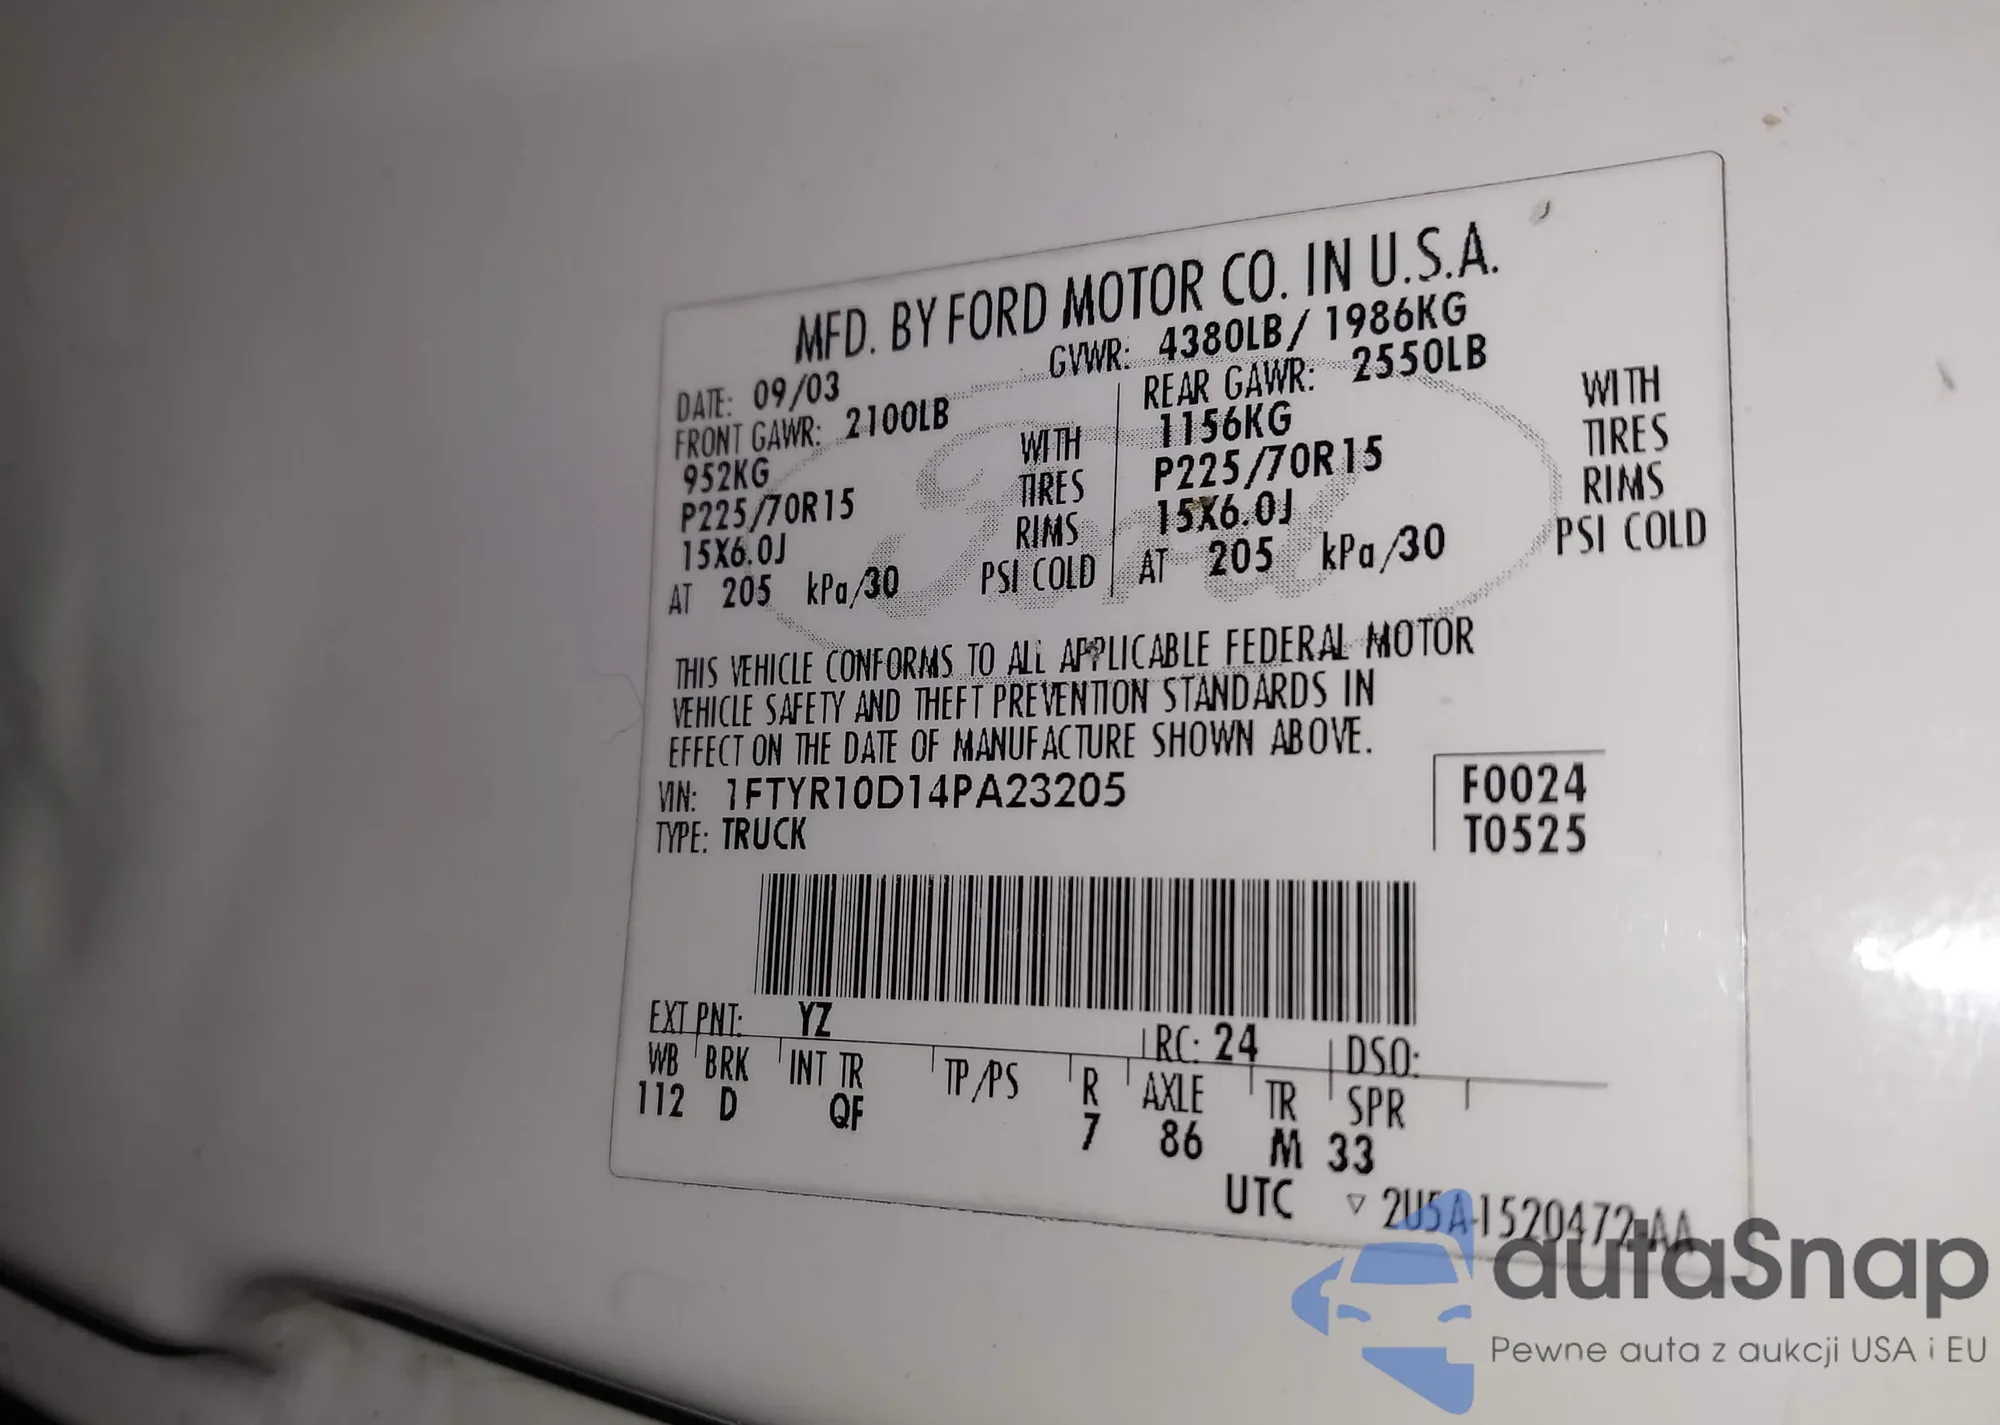 MFD. BY FORD MOTOR CO. IN U.S.A.
DATE: 09/03 GVWR: 4380LB/ 1986KG
FRONT GAWR: 2100LB REAR GAWR: 2550LB
952KG WITH 1156KG WITH
P225/70R15 TIRES P225/70R15 TIRES
15X6.0J RIMS 15X6.0J RIMS
AT 205 kPa/30 PSI COLD AT 205 kPa/30 PSI COLD
Ford
THIS VEHICLE CONFORMS TO ALL APPLICABLE FEDERAL MOTOR
VEHICLE SAFETY AND THEFT PREVENTION STANDARDS IN
EFFECT ON THE DATE OF MANUFACTURE SHOWN ABOVE.
VIN: 1FTYR10D14PA23205 F0024
TYPE: TRUCK T0525
EXT PNT: YZ RC: 24 DSO:
WB BRK INT TR TP/PS R AXLE TR SPR
112 D QF 7 86 M 33
UTC ▽ 2U5A-1520472-AA
autaSnap
Pewne auta z aukcji USA i EU